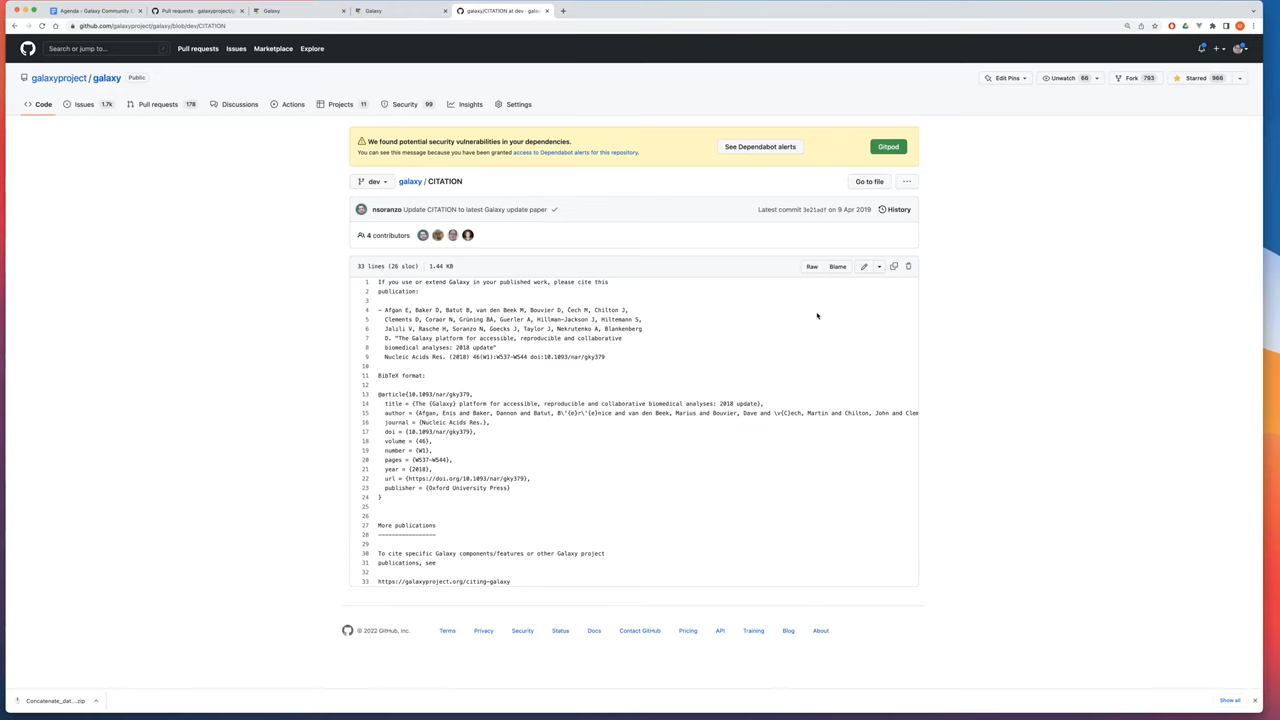 Agenda - Galaxy Community C
Pull requests · galaxyproject/g
Galaxy
Galaxy
galaxy/CITATION at dev · gala
github.com/galaxyproject/galaxy/blob/dev/CITATION
Search or jump to... /
Pull requests Issues Marketplace Explore
galaxyproject / galaxy Public
Edit Pins
Unwatch 66
Fork 793
Starred 966
Code
Issues 1.7k
Pull requests 178
Discussions
Actions
Projects 11
Security 99
Insights
Settings
We found potential security vulnerabilities in your dependencies.
You can see this message because you have been granted access to Dependabot alerts for this repository.
See Dependabot alerts
Gitpod
dev
galaxy / CITATION
Go to file
nsoranzo Update CITATION to latest Galaxy update paper
Latest commit 3e21adf on 9 Apr 2019 History
4 contributors
33 lines (26 sloc) 1.44 KB
Raw Blame
1 If you use or extend Galaxy in your published work, please cite this
2 publication:
3
4 - Afgan E, Baker D, Batut B, van den Beek M, Bouvier D, Čech M, Chilton J,
5 Clements D, Coraor N, Grüning BA, Guerler A, Hillman-Jackson J, Hiltemann S,
6 Jalili V, Rasche H, Soranzo N, Goecks J, Taylor J, Nekrutenko A, Blankenberg
7 D. "The Galaxy platform for accessible, reproducible and collaborative
8 biomedical analyses: 2018 update"
9 Nucleic Acids Res. (2018) 46(W1):W537-W544 doi:10.1093/nar/gky379
10
11 BibTeX format:
12
13 @article{10.1093/nar/gky379,
14 title = {The {Galaxy} platform for accessible, reproducible and collaborative biomedical analyses: 2018 update},
15 author = {Afgan, Enis and Baker, Dannon and Batut, B\'{e}r\'{e}nice and van den Beek, Marius and Bouvier, Dave and \v{C}ech, Martin and Chilton, John and Clem
16 journal = {Nucleic Acids Res.},
17 doi = {10.1093/nar/gky379},
18 volume = {46},
19 number = {W1},
20 pages = {W537-W544},
21 year = {2018},
22 url = {https://doi.org/10.1093/nar/gky379},
23 publisher = {Oxford University Press}
24 }
25
26
27 More publications
28 -----------------
29
30 To cite specific Galaxy components/features or other Galaxy project
31 publications, see
32
33 https://galaxyproject.org/citing-galaxy
© 2022 GitHub, Inc.
Terms Privacy Security Status Docs Contact GitHub Pricing API Training Blog About
Concatenate_dat....zip
Show all